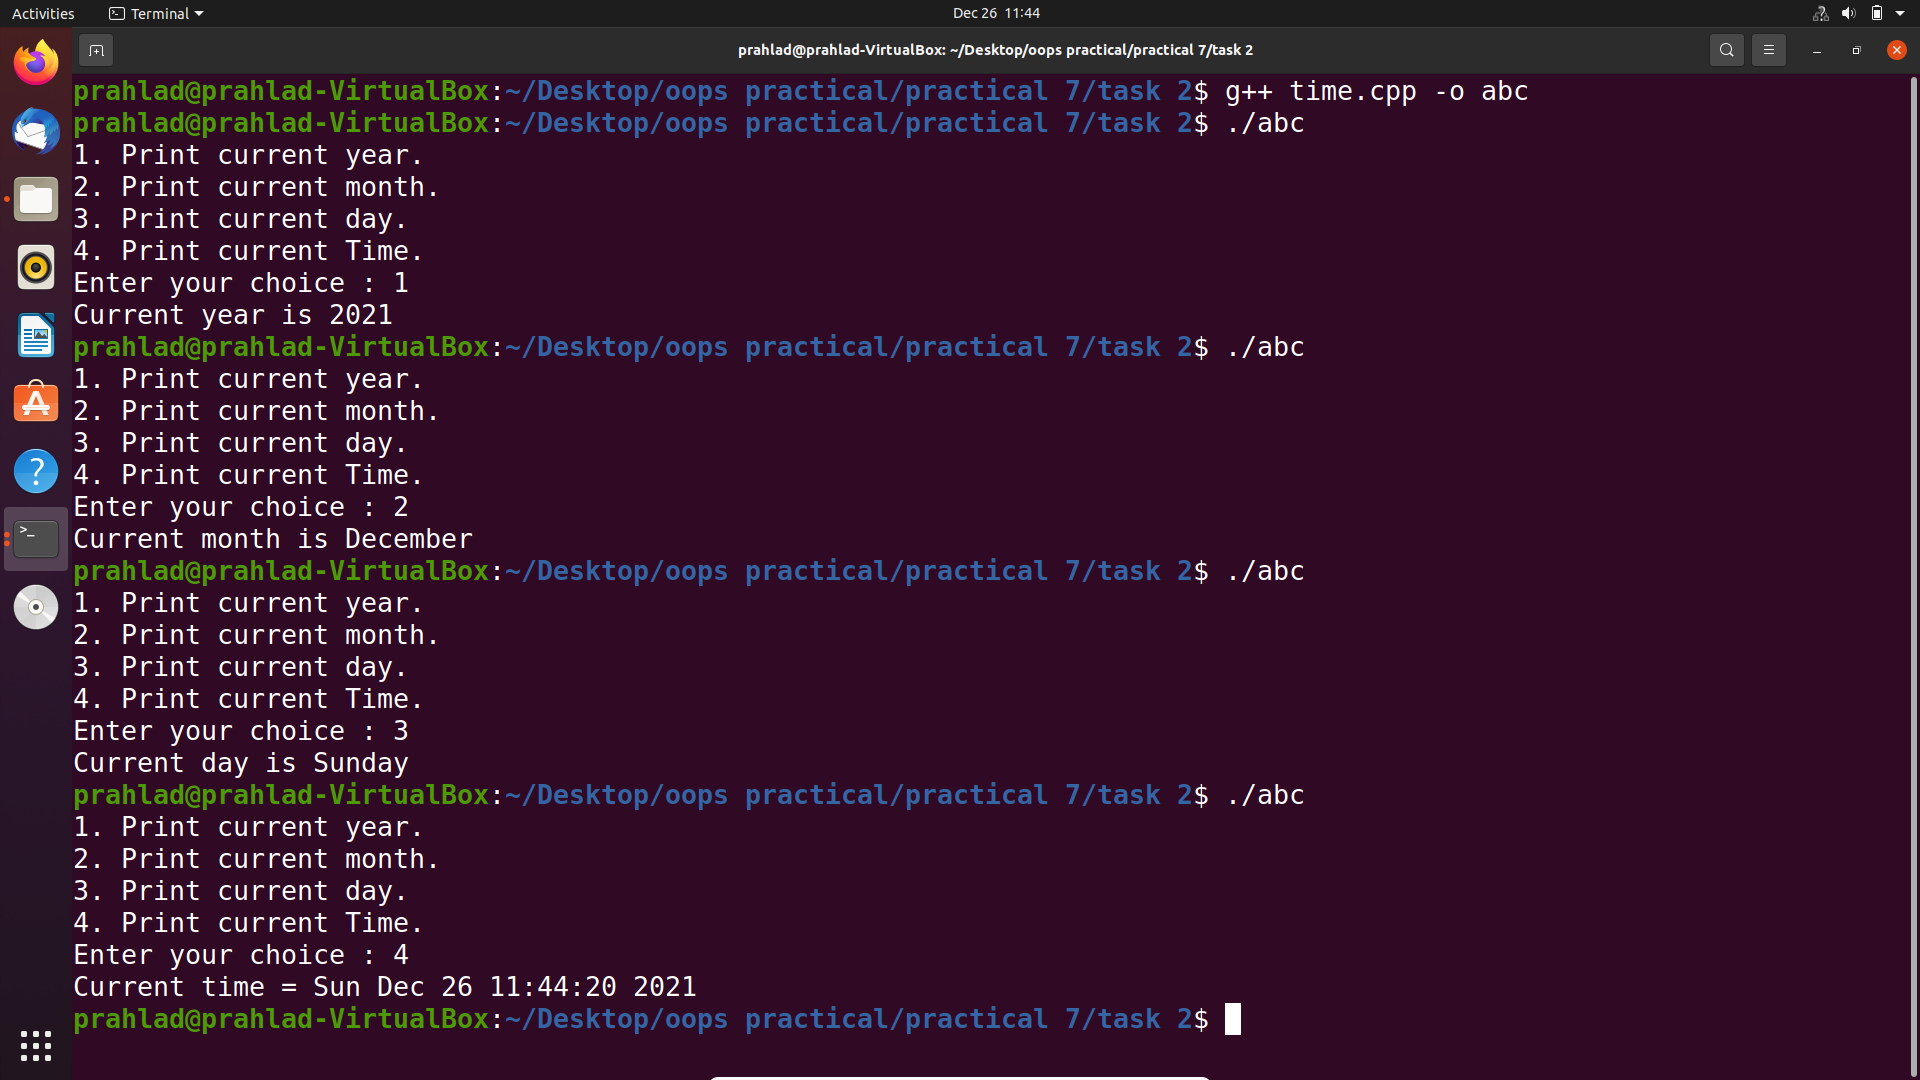 Activities Terminal Dec 26 11:44
prahlad@prahlad-VirtualBox: ~/Desktop/oops practical/practical 7/task 2
prahlad@prahlad-VirtualBox:~/Desktop/oops practical/practical 7/task 2$ g++ time.cpp -o abc
prahlad@prahlad-VirtualBox:~/Desktop/oops practical/practical 7/task 2$ ./abc
1. Print current year.
2. Print current month.
3. Print current day.
4. Print current Time.
Enter your choice : 1
Current year is 2021
prahlad@prahlad-VirtualBox:~/Desktop/oops practical/practical 7/task 2$ ./abc
1. Print current year.
2. Print current month.
3. Print current day.
4. Print current Time.
Enter your choice : 2
Current month is December
prahlad@prahlad-VirtualBox:~/Desktop/oops practical/practical 7/task 2$ ./abc
1. Print current year.
2. Print current month.
3. Print current day.
4. Print current Time.
Enter your choice : 3
Current day is Sunday
prahlad@prahlad-VirtualBox:~/Desktop/oops practical/practical 7/task 2$ ./abc
1. Print current year.
2. Print current month.
3. Print current day.
4. Print current Time.
Enter your choice : 4
Current time = Sun Dec 26 11:44:20 2021
prahlad@prahlad-VirtualBox:~/Desktop/oops practical/practical 7/task 2$